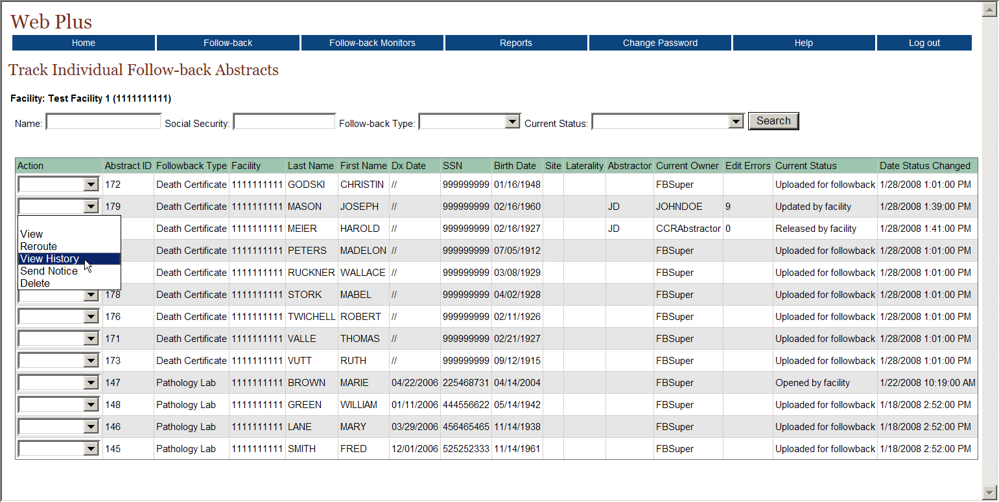 Web Plus
Home Follow-back Follow-back Monitors Reports Change Password Help Log out
Track Individual Follow-back Abstracts
Facility: Test Facility 1 (1111111111)
Name: Social Security: Follow-back Type: Current Status: Search
Action Abstract ID Followback Type Facility Last Name First Name Dx Date SSN Birth Date Site Laterality Abstractor Current Owner Edit Errors Current Status Date Status Changed
172 Death Certificate 1111111111 GODSKI CHRISTIN // 999999999 01/16/1948 FBSuper Uploaded for followback 1/28/2008 1:01:00 PM
179 Death Certificate 1111111111 MASON JOSEPH // 999999999 02/16/1960 JD JOHNDOE 9 Updated by facility 1/28/2008 1:39:00 PM
Death Certificate 1111111111 MEIER HAROLD // 999999999 02/16/1927 JD CCRAbstractor 0 Released by facility 1/28/2008 1:41:00 PM
View
Reroute
Death Certificate 1111111111 PETERS MADELON // 999999999 07/05/1912 FBSuper Uploaded for followback 1/28/2008 1:01:00 PM
View History
Send Notice
Death Certificate 1111111111 RUCKNER WALLACE // 999999999 03/08/1929 FBSuper Uploaded for followback 1/28/2008 1:01:00 PM
Delete
178 Death Certificate 1111111111 STORK MABEL // 999999999 04/02/1928 FBSuper Uploaded for followback 1/28/2008 1:01:00 PM
176 Death Certificate 1111111111 TWICHELL ROBERT // 999999999 02/11/1926 FBSuper Uploaded for followback 1/28/2008 1:01:00 PM
171 Death Certificate 1111111111 VALLE THOMAS // 999999999 02/21/1927 FBSuper Uploaded for followback 1/28/2008 1:01:00 PM
173 Death Certificate 1111111111 VUTT RUTH // 999999999 09/12/1915 FBSuper Uploaded for followback 1/28/2008 1:01:00 PM
147 Pathology Lab 1111111111 BROWN MARIE 04/22/2006 225468731 04/14/2004 FBSuper Opened by facility 1/22/2008 10:19:00 AM
148 Pathology Lab 1111111111 GREEN WILLIAM 01/11/2006 444556622 05/14/1942 FBSuper Uploaded for followback 1/18/2008 2:52:00 PM
146 Pathology Lab 1111111111 LANE MARY 03/29/2006 456465465 11/14/1938 FBSuper Uploaded for followback 1/18/2008 2:52:00 PM
145 Pathology Lab 1111111111 SMITH FRED 12/01/2006 525252333 11/14/1961 FBSuper Uploaded for followback 1/18/2008 2:52:00 PM